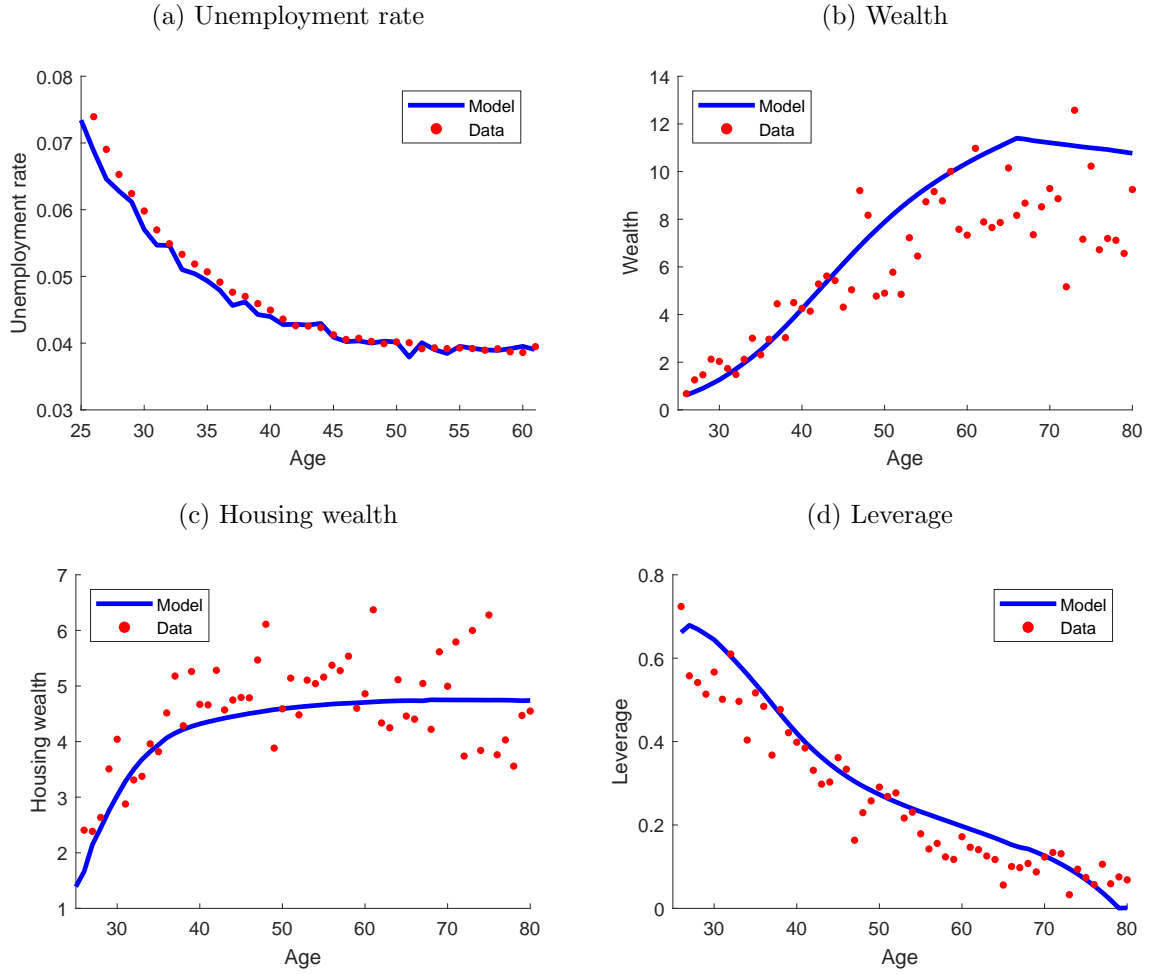 (a) Unemployment rate
0.08
0.07
0.06
0.05
0.04
0.03
25 30 35 40 45 50 55 60
Unemployment rate
Age
Model
Data
(b) Wealth
14
12
10
8
6
4
2
0
30 40 50 60 70 80
Wealth
Age
Model
Data
(c) Housing wealth
7
6
5
4
3
2
1
30 40 50 60 70 80
Housing wealth
Age
Model
Data
(d) Leverage
0.8
0.6
0.4
0.2
0
30 40 50 60 70 80
Leverage
Age
Model
Data